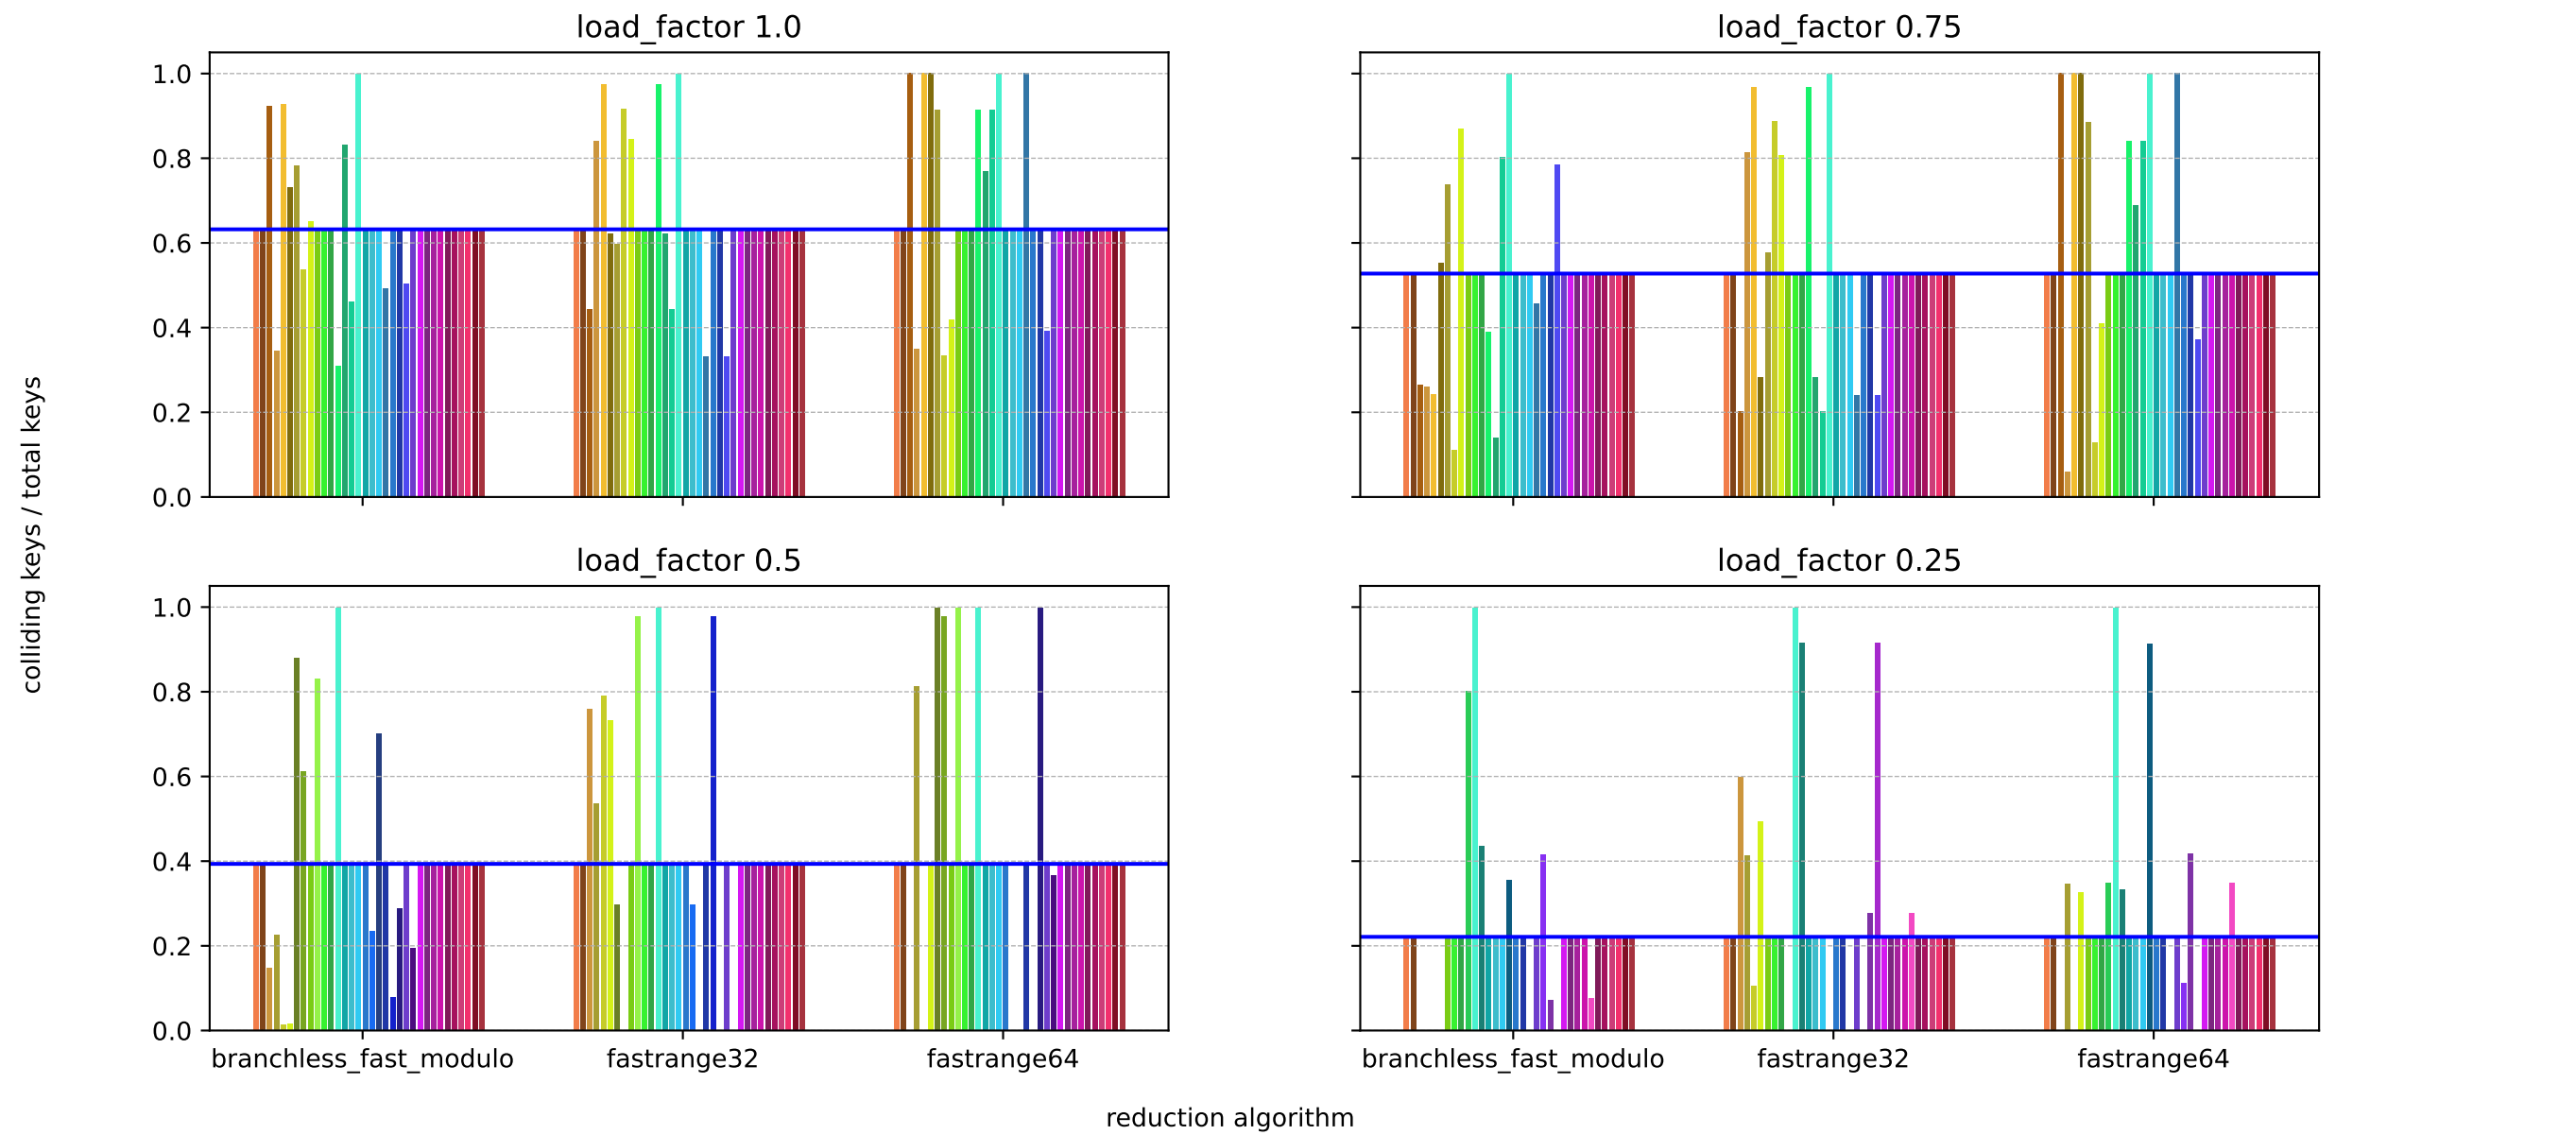 load_factor 1.0
load_factor 0.75
1.0
0.8
0.6
0.4
0.2
0.0
colliding keys / total keys
load_factor 0.5
load_factor 0.25
1.0
0.8
0.6
0.4
0.2
0.0
branchless_fast_modulo fastrange32 fastrange64
branchless_fast_modulo fastrange32 fastrange64
reduction algorithm